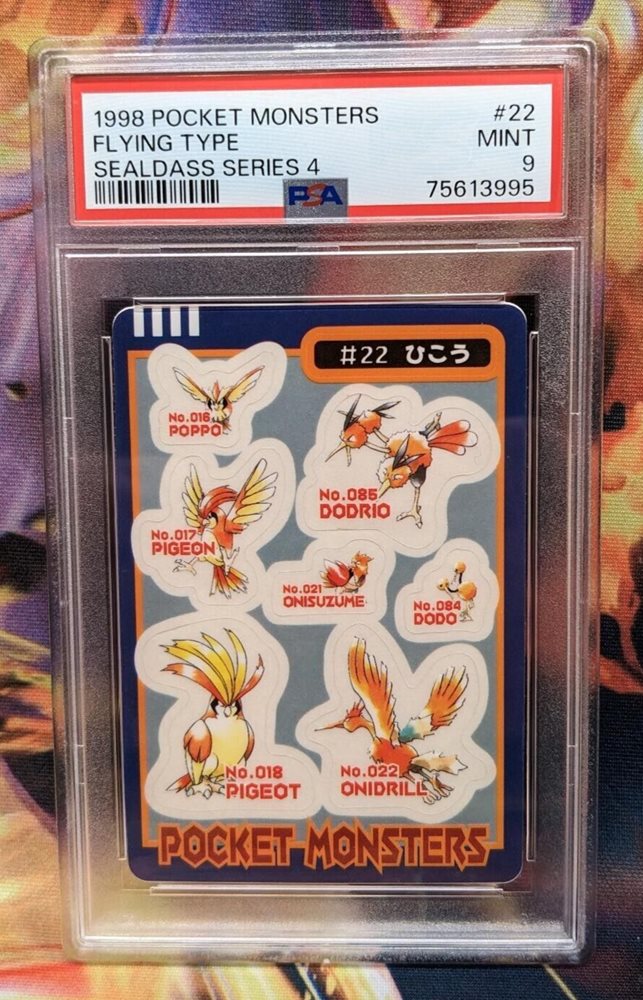 1998 POCKET MONSTERS #22
FLYING TYPE MINT
SEALDASS SERIES 4 9
PSA 75613995
#22 ひこう
No.016
POPPO
No.085
DODRIO
No.017
PIGEON
No.021
ONISUZUME
No.084
DODO
No.018
PIGEOT
No.022
ONIDRILL
POCKET MONSTERS